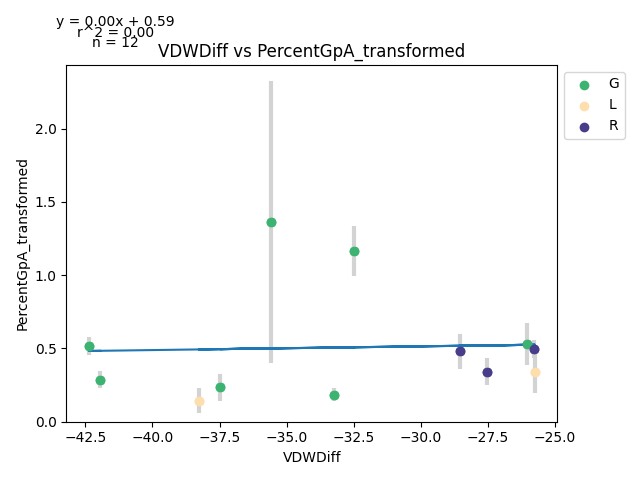 y = 0.00x + 0.59
r^2 = 0.00
n = 12
VDWDiff vs PercentGpA_transformed
G
L
R
PercentGpA_transformed
2.0
1.5
1.0
0.5
0.0
−42.5 −40.0 −37.5 −35.0 −32.5 −30.0 −27.5 −25.0
VDWDiff